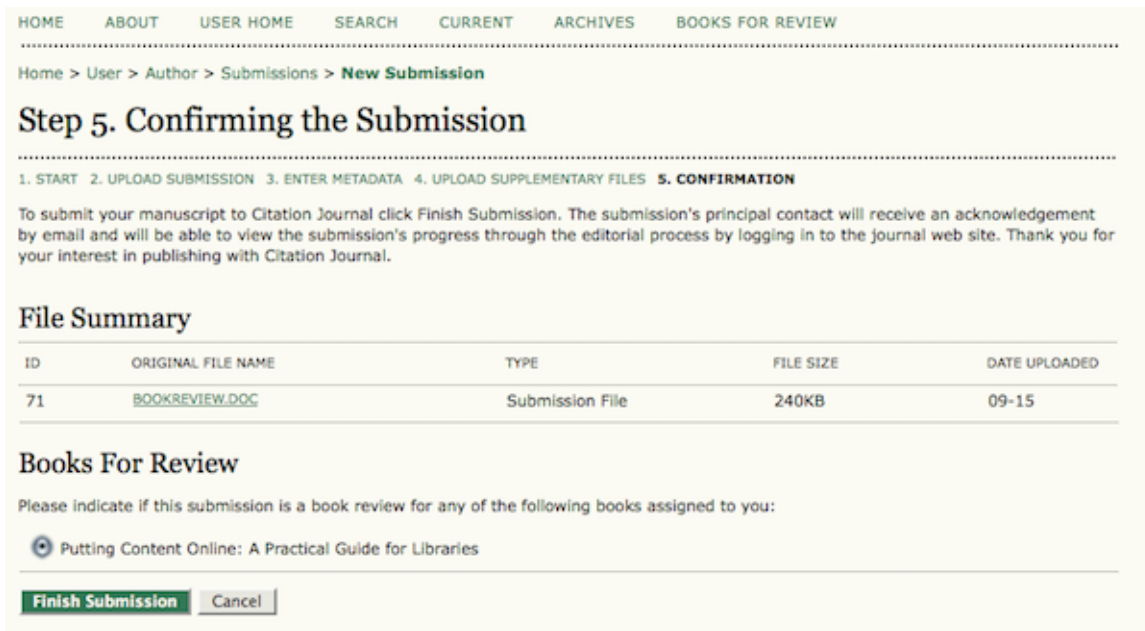 HOME ABOUT USER HOME SEARCH CURRENT ARCHIVES BOOKS FOR REVIEW
Home > User > Author > Submissions > New Submission
Step 5. Confirming the Submission
1. START 2. UPLOAD SUBMISSION 3. ENTER METADATA 4. UPLOAD SUPPLEMENTARY FILES 5. CONFIRMATION
To submit your manuscript to Citation Journal click Finish Submission. The submission's principal contact will receive an acknowledgement
by email and will be able to view the submission's progress through the editorial process by logging in to the journal web site. Thank you for
your interest in publishing with Citation Journal.
File Summary
ID ORIGINAL FILE NAME TYPE FILE SIZE DATE UPLOADED
71 BOOKREVIEW.DOC Submission File 240KB 09-15
Books For Review
Please indicate if this submission is a book review for any of the following books assigned to you:
Putting Content Online: A Practical Guide for Libraries
Finish Submission Cancel